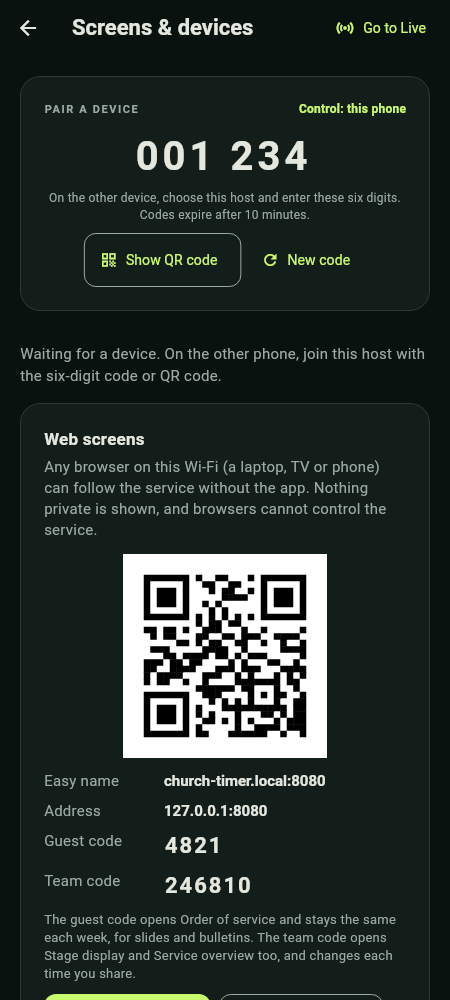 Screens & devices
Go to Live
PAIR A DEVICE
Control: this phone
001 234
On the other device, choose this host and enter these six digits.
Codes expire after 10 minutes.
Show QR code
New code
Waiting for a device. On the other phone, join this host with
the six-digit code or QR code.
Web screens
Any browser on this Wi-Fi (a laptop, TV or phone)
can follow the service without the app. Nothing
private is shown, and browsers cannot control the
service.
Easy name church-timer.local:8080
Address 127.0.0.1:8080
Guest code 4821
Team code 246810
The guest code opens Order of service and stays the same
each week, for slides and bulletins. The team code opens
Stage display and Service overview too, and changes each
time you share.